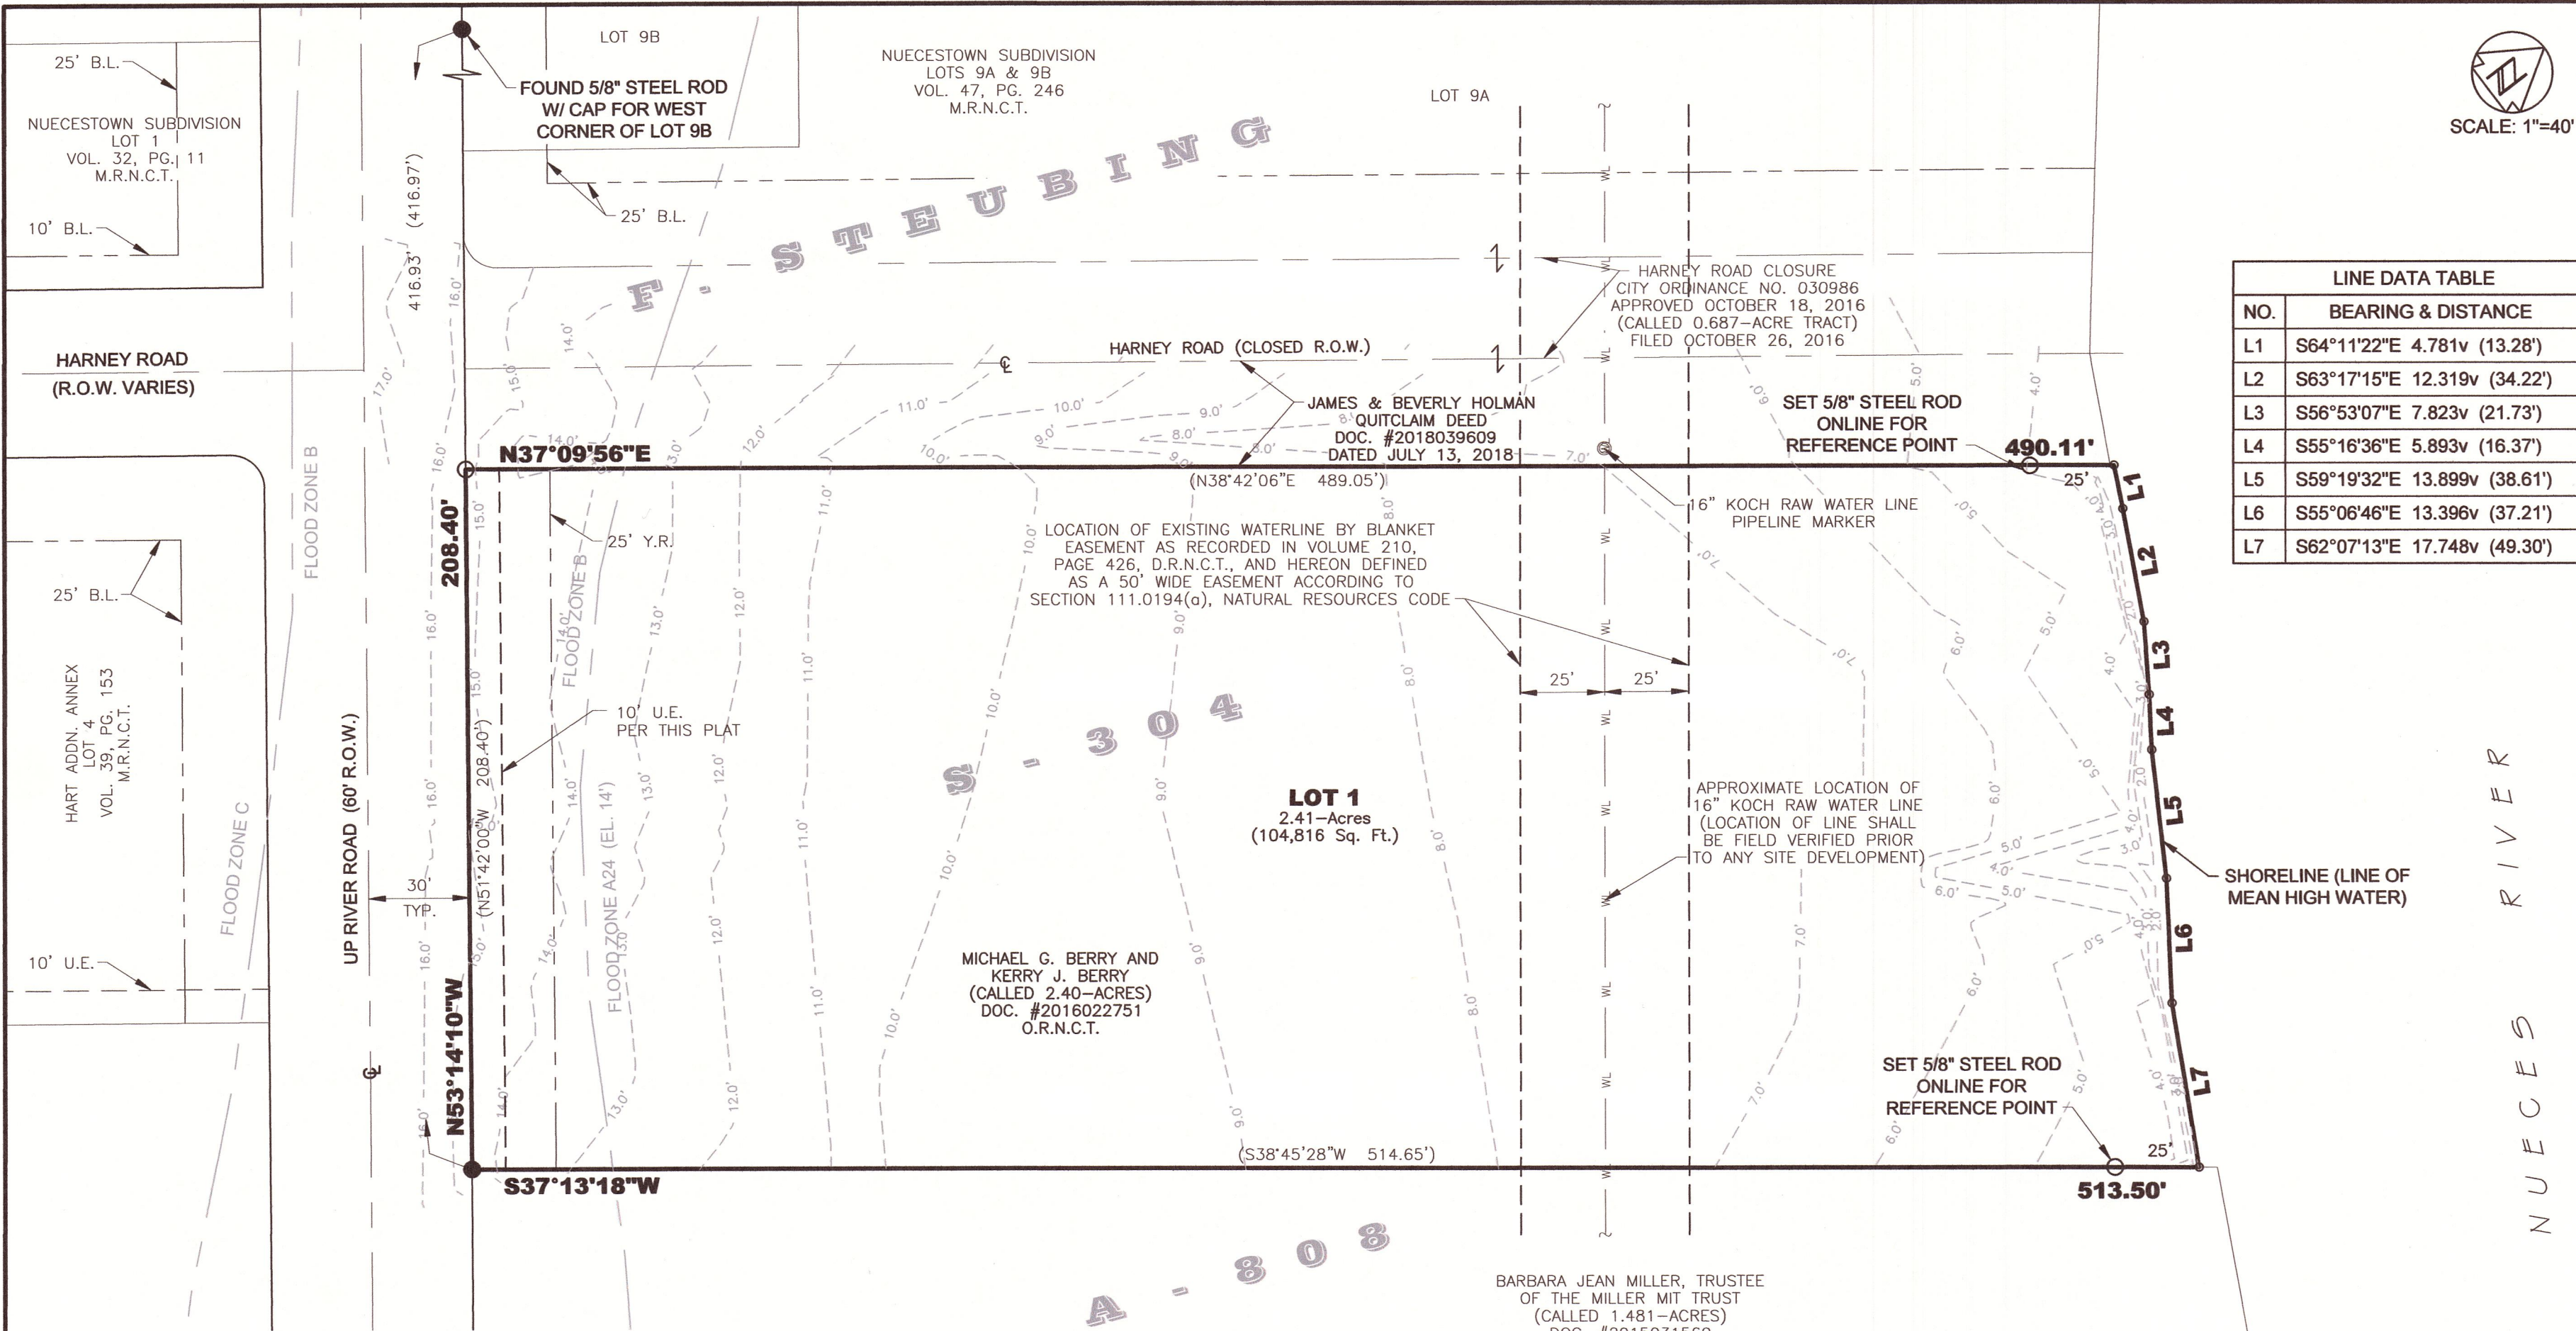 25' B.L.
NUECESTOWN SUBDIVISION
LOT 1
VOL. 32, PG. 11
M.R.N.C.T.
10' B.L.
HARNEY ROAD
(R.O.W. VARIES)
25' B.L.
HART ADDN. ANNEX
LOT 4
VOL. 39, PG. 153
M.R.N.C.T.
10' U.E.
FLOOD ZONE B
FLOOD ZONE C
UP RIVER ROAD (60' R.O.W.)
30'
TYP.
416.93' (416.97')
FOUND 5/8" STEEL ROD
W/ CAP FOR WEST
CORNER OF LOT 9B
LOT 9B
25' B.L.
NUECESTOWN SUBDIVISION
LOTS 9A & 9B
VOL. 47, PG. 246
M.R.N.C.T.
LOT 9A
F. STEUBING
S - 304
A - 808
SCALE: 1"=40'
HARNEY ROAD CLOSURE
CITY ORDINANCE NO. 030986
APPROVED OCTOBER 18, 2016
(CALLED 0.687-ACRE TRACT)
FILED OCTOBER 26, 2016
HARNEY ROAD (CLOSED R.O.W.)
JAMES & BEVERLY HOLMAN
QUITCLAIM DEED
DOC. #2018039609
DATED JULY 13, 2018
SET 5/8" STEEL ROD
ONLINE FOR
REFERENCE POINT
N37°09'56"E
490.11'
25'
(N38°42'06"E 489.05')
16" KOCH RAW WATER LINE
PIPELINE MARKER
LOCATION OF EXISTING WATERLINE BY BLANKET
EASEMENT AS RECORDED IN VOLUME 210,
PAGE 426, D.R.N.C.T., AND HEREON DEFINED
AS A 50' WIDE EASEMENT ACCORDING TO
SECTION 111.0194(a), NATURAL RESOURCES CODE
25' 25'
208.40'
25' Y.R.
FLOOD ZONE B
10' U.E.
PER THIS PLAT
(N51°42'00"W 208.40')
FLOOD ZONE A24 (EL. 14')
N53°14'10"W
LOT 1
2.41-Acres
(104,816 Sq. Ft.)
APPROXIMATE LOCATION OF
16" KOCH RAW WATER LINE
(LOCATION OF LINE SHALL
BE FIELD VERIFIED PRIOR
TO ANY SITE DEVELOPMENT)
MICHAEL G. BERRY AND
KERRY J. BERRY
(CALLED 2.40-ACRES)
DOC. #2016022751
O.R.N.C.T.
SET 5/8" STEEL ROD
ONLINE FOR
REFERENCE POINT
(S38°45'28"W 514.65')
25'
S37°13'18"W
513.50'
BARBARA JEAN MILLER, TRUSTEE
OF THE MILLER MIT TRUST
(CALLED 1.481-ACRES)
L1
L2
L3
L4
L5
L6
L7
SHORELINE (LINE OF
MEAN HIGH WATER)
NUECES RIVER
LINE DATA TABLE
NO. BEARING & DISTANCE
L1 S64°11'22"E 4.781v (13.28')
L2 S63°17'15"E 12.319v (34.22')
L3 S56°53'07"E 7.823v (21.73')
L4 S55°16'36"E 5.893v (16.37')
L5 S59°19'32"E 13.899v (38.61')
L6 S55°06'46"E 13.396v (37.21')
L7 S62°07'13"E 17.748v (49.30')